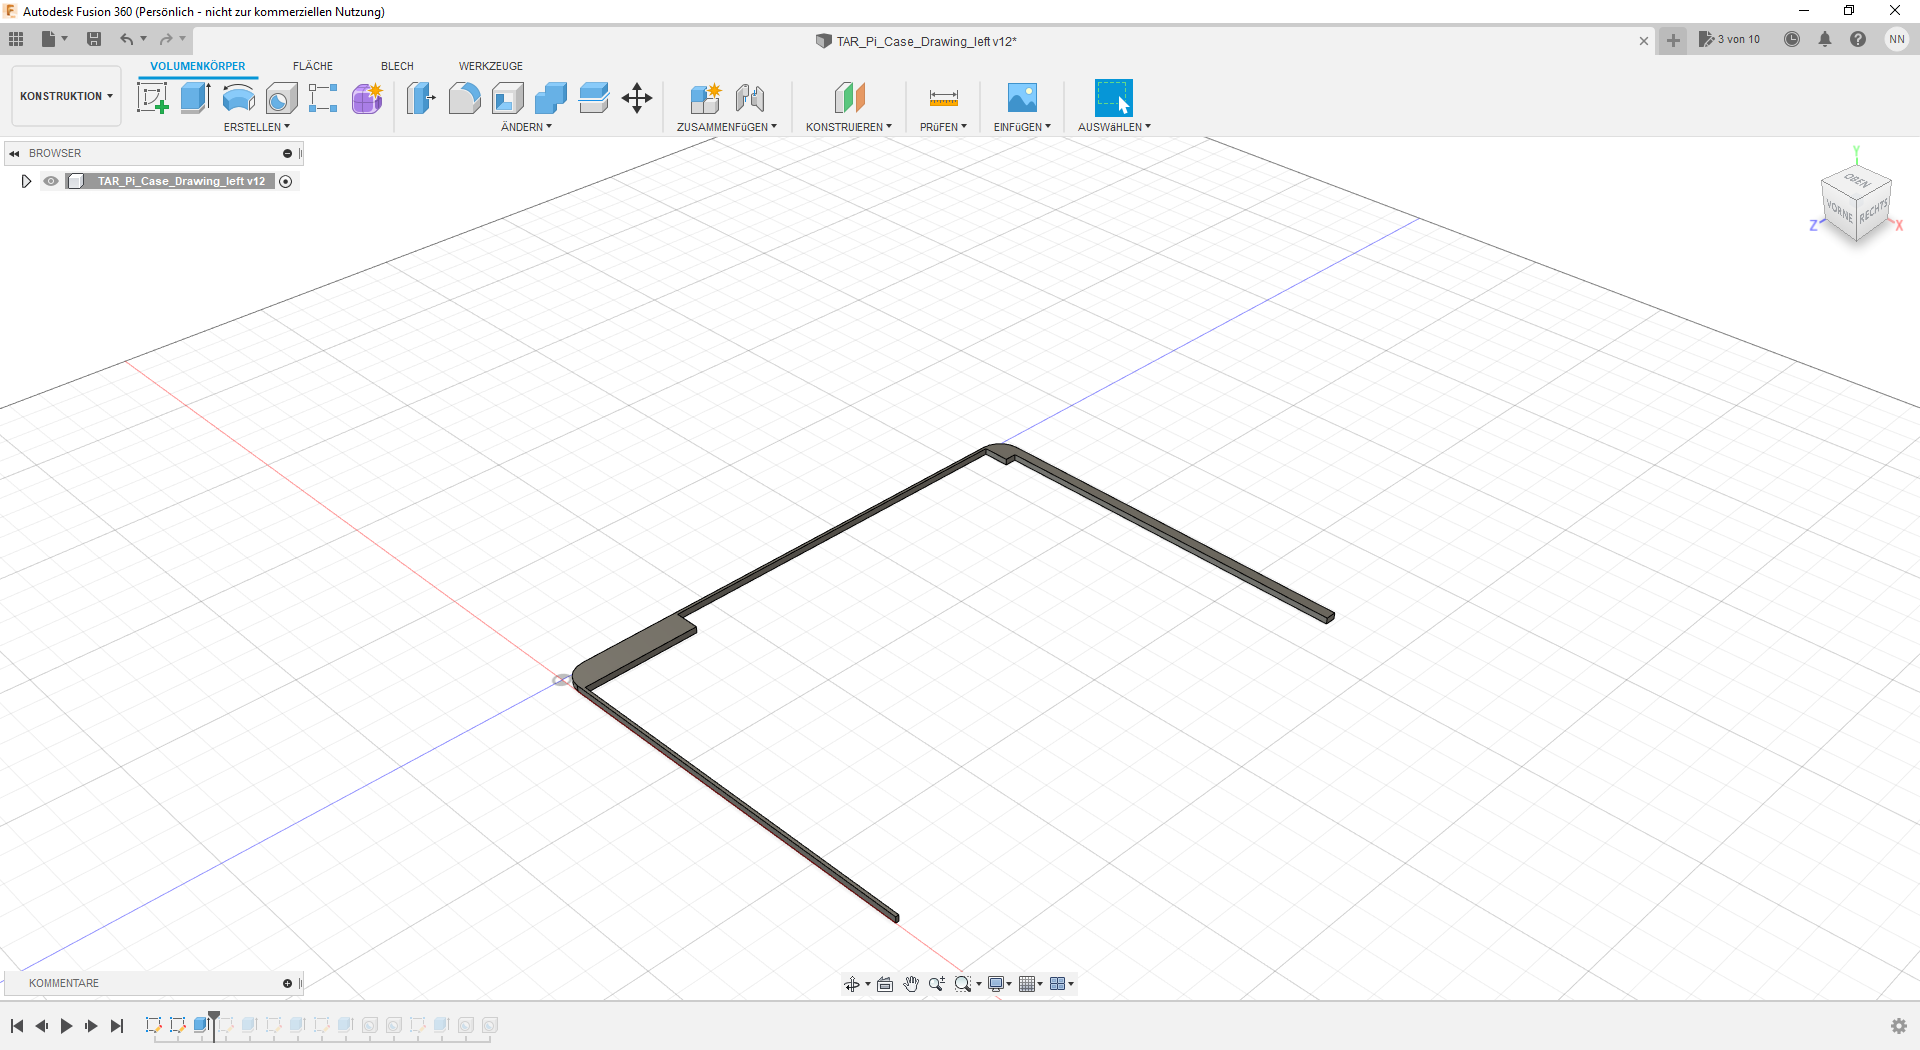 Autodesk Fusion 360 (Persönlich - nicht zur kommerziellen Nutzung)
TAR_Pi_Case_Drawing_left v12*
3 von 10
NN
VOLUMENKÖRPER FLÄCHE BLECH WERKZEUGE
KONSTRUKTION
ERSTELLEN ÄNDERN ZUSAMMENFüGEN KONSTRUIEREN PRüFEN EINFüGEN AUSWäHLEN
BROWSER
TAR_Pi_Case_Drawing_left v12
Y
OBEN
VORNE RECHTS
Z X
KOMMENTARE